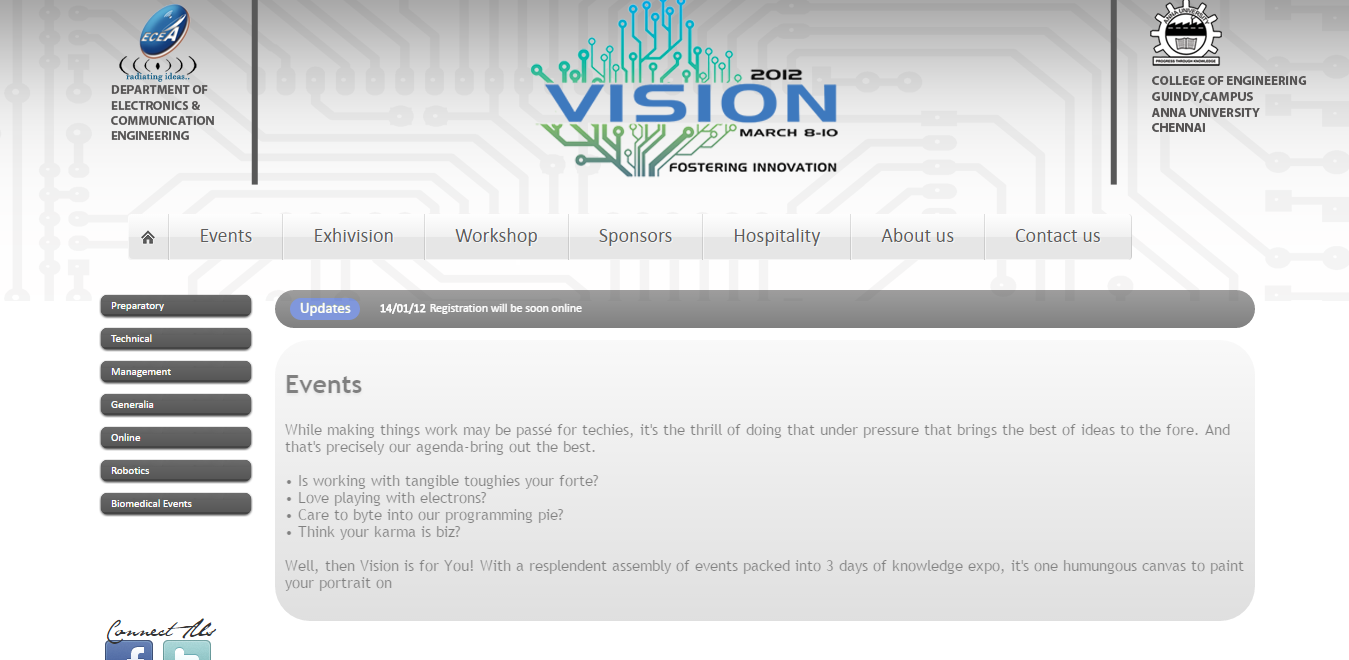 ECEA
radiating ideas..
DEPARTMENT OF
ELECTRONICS &
COMMUNICATION
ENGINEERING
2012
VISION
MARCH 8-10
FOSTERING INNOVATION
ANNA UNIVERSITY
PROGRESS THROUGH KNOWLEDGE
COLLEGE OF ENGINEERING
GUINDY,CAMPUS
ANNA UNIVERSITY
CHENNAI
Events
Exhivision
Workshop
Sponsors
Hospitality
About us
Contact us
Preparatory
Technical
Management
Generalia
Online
Robotics
Biomedical Events
Connect Us
Updates 14/01/12 Registration will be soon online
Events
While making things work may be passé for techies, it's the thrill of doing that under pressure that brings the best of ideas to the fore. And
that's precisely our agenda-bring out the best.
• Is working with tangible toughies your forte?
• Love playing with electrons?
• Care to byte into our programming pie?
• Think your karma is biz?
Well, then Vision is for You! With a resplendent assembly of events packed into 3 days of knowledge expo, it's one humungous canvas to paint
your portrait on